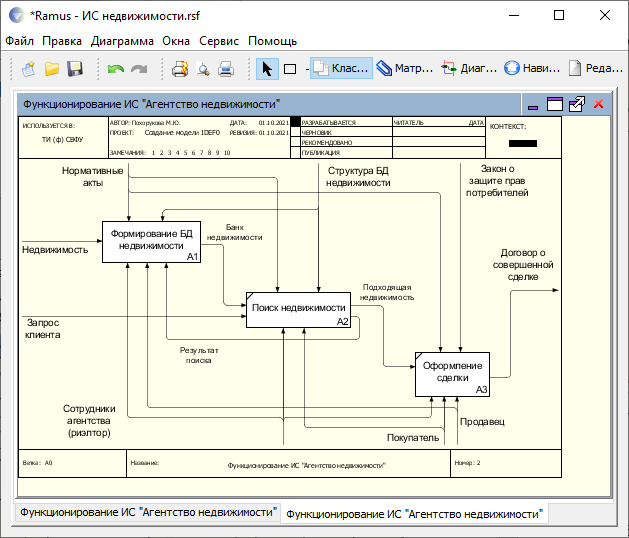 *Ramus - ИС недвижимости.rsf
Файл Правка Диаграмма Окна Сервис Помощь
Клас... Матр... Диаг... Нави... Реда...
Функционирование ИС "Агентство недвижимости"
ИСПОЛЬЗУЕТСЯ В:
ТИ (ф) СВФУ
АВТОР: Похорукова М.Ю.
ДАТА: 01.10.2021
ПРОЕКТ: Создание модели IDEF0
РЕВИЗИЯ: 01.10.2021
ЗАМЕЧАНИЯ: 1 2 3 4 5 6 7 8 9 10
РАЗРАБАТЫВАЕТСЯ
ЧЕРНОВИК
РЕКОМЕНДОВАНО
ПУБЛИКАЦИЯ
ЧИТАТЕЛЬ ДАТА
КОНТЕКСТ:
Нормативные
акты
Структура БД
недвижимости
Закон о
защите прав
потребителей
Формирование БД
недвижимости
A1
Банк
недвижимости
Недвижимость
Договор о
совершенной
сделке
Подходящая
недвижимость
Поиск недвижимости
A2
Запрос
клиента
Результат
поиска
Оформление
сделки
A3
Сотрудники
агентства
(риэлтор)
Продавец
Покупатель
Ветка: A0
Название:
Функционирование ИС "Агентство недвижимости"
Номер: 2
Функционирование ИС "Агентство недвижимости"
Функционирование ИС "Агентство недвижимости"